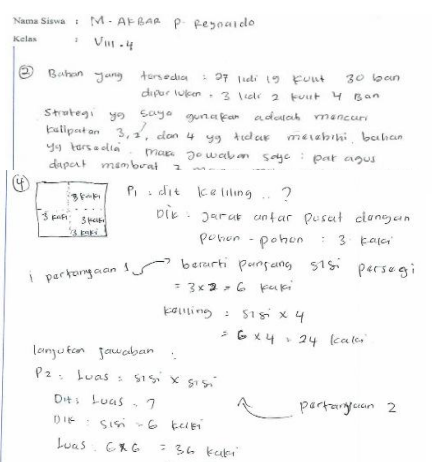 Nama Siswa : M. AKBAR P. Reynaldo
Kelas : VIII.4
② Bahan yang tersedia : 27 lidi 19 kulit 30 ban
diperlukan . 3 lidi 2 kulit 4 Ban
Strategi yg saya gunakan adalah mencari
kelipatan 3, 2, dan 4 yg tidak melebihi bahan
yg tersedia . maka jawaban saya : pak agus
dapat membuat 2
④ P1 : dit keliling .. ?
3 kaki
3 kaki 3 kaki
3 kaki
Dik : Jarak antar pusat dengan
pohon - pohon : 3 kaki
pertanyaan 1 → berarti panjang sisi persegi
= 3 x 2 = 6 kaki
keliling : sisi x 4
= 6 x 4 = 24 kaki
lanjutan jawaban :
P2 : Luas = sisi x sisi
Dit : Luas . ? pertanyaan 2
Dik : sisi = 6 kaki
Luas . 6x6 = 36 kaki